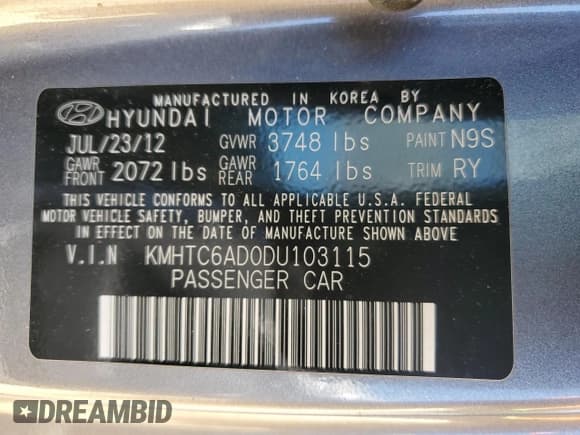 MANUFACTURED IN KOREA BY
HYUNDAI MOTOR COMPANY
JUL/23/12 GVWR 3748 lbs PAINT N9S
GAWR FRONT 2072 lbs GAWR REAR 1764 lbs TRIM RY
THIS VEHICLE CONFORMS TO ALL APPLICABLE U.S.A. FEDERAL
MOTOR VEHICLE SAFETY, BUMPER, AND THEFT PREVENTION STANDARDS
IN EFFECT ON THE DATE OF MANUFACTURE SHOWN ABOVE
V.I.N KMHTC6AD0DU103115
PASSENGER CAR
DREAMBID